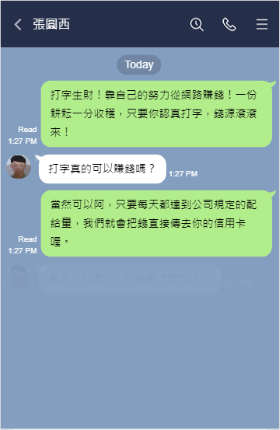 張圓西
Today
打字生財！靠自己的努力從網路賺錢！一份
耕耘一分收穫，只要你認真打字，錢源滾滾
來！
Read
1:27 PM
打字真的可以賺錢嗎？
1:27 PM
當然可以阿，只要每天都達到公司規定的配
給量，我們就會把錢直接傳去你的信用卡
喔。
Read
1:27 PM